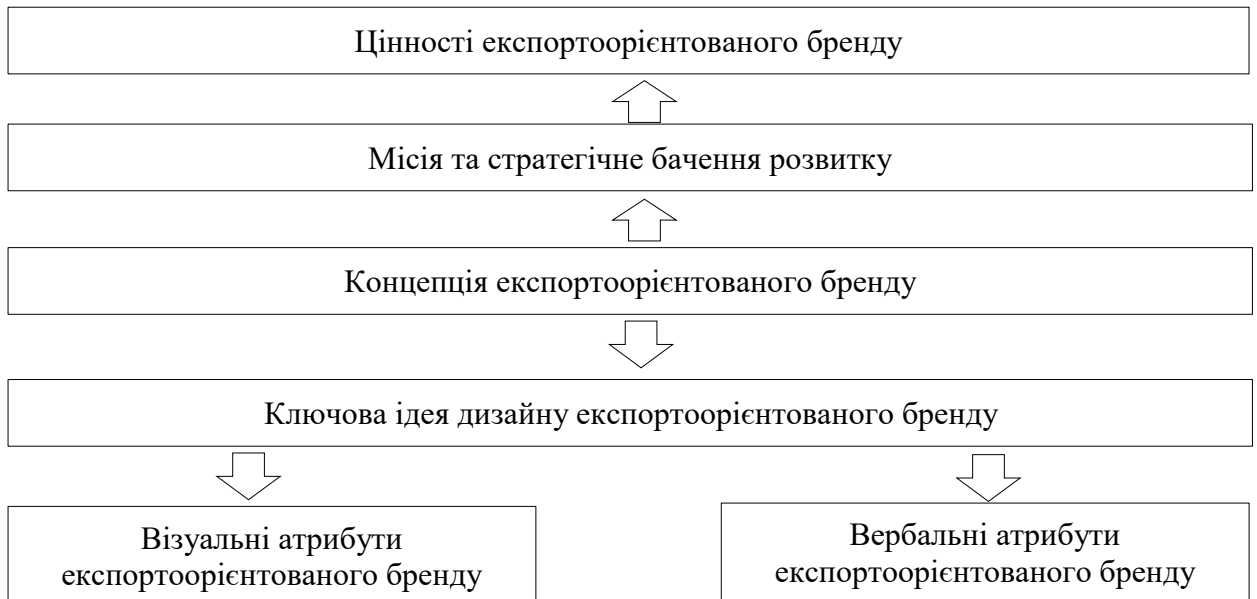 Цінності експортоорієнтованого бренду
Місія та стратегічне бачення розвитку
Концепція експортоорієнтованого бренду
Ключова ідея дизайну експортоорієнтованого бренду
Візуальні атрибути
експортоорієнтованого бренду
Вербальні атрибути
експортоорієнтованого бренду